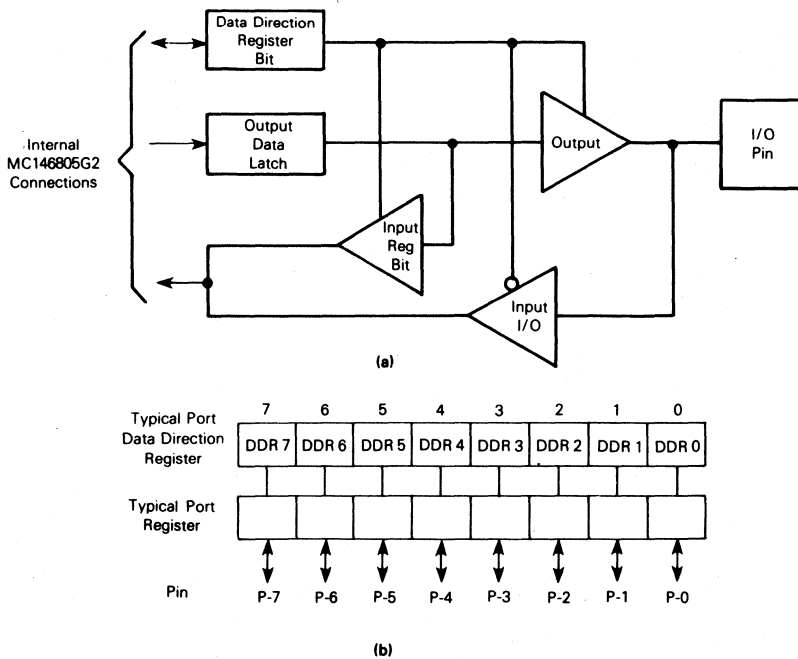 Data Direction
Register
Bit
Internal
MC146805G2
Connections
Output
Data
Latch
Output
I/O
Pin
Input
Reg
Bit
Input
I/O
(a)
Typical Port
Data Direction
Register
7 6 5 4 3 2 1 0
DDR 7 DDR 6 DDR 5 DDR 4 DDR 3 DDR 2 DDR 1 DDR 0
Typical Port
Register
Pin P-7 P-6 P-5 P-4 P-3 P-2 P-1 P-0
(b)